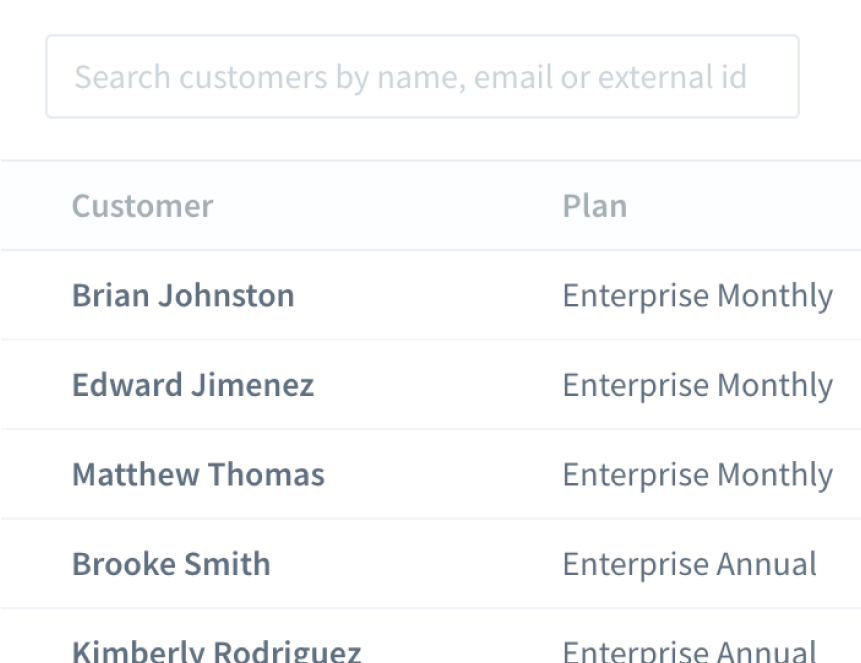 Search customers by name, email or external id
Customer Plan
Brian Johnston Enterprise Monthly
Edward Jimenez Enterprise Monthly
Matthew Thomas Enterprise Monthly
Brooke Smith Enterprise Annual
Kimberly Rodriguez Enterprise Annual